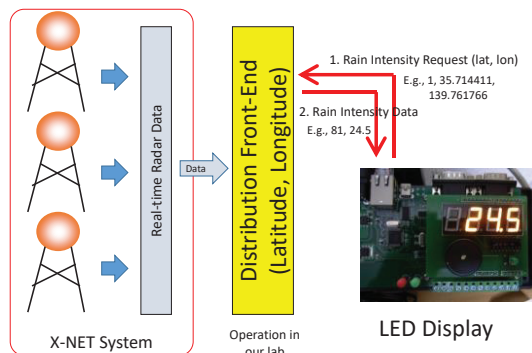 Real-time Radar Data
X-NET System
Data
Distribution Front-End
(Latitude, Longitude)
Operation in
our lab
1. Rain Intensity Request (lat, lon)
E.g., 1, 35.714411,
139.761766
2. Rain Intensity Data
E.g., 81, 24.5
24.5
LED Display